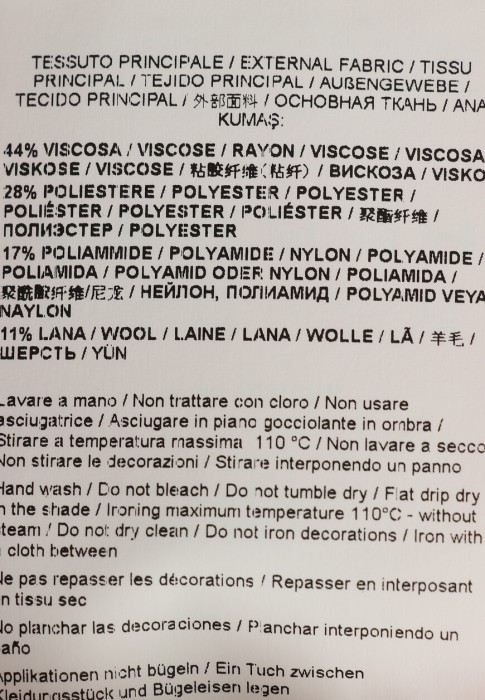 TESSUTO PRINCIPALE / EXTERNAL FABRIC / TISSU
PRINCIPAL / TEJIDO PRINCIPAL / AUßENGEWEBE /
TECIDO PRINCIPAL / 外部面料 / ОСНОВНАЯ ТКАНЬ / ANA
KUMAŞ:
44% VISCOSA / VISCOSE / RAYON / VISCOSE / VISCOSA
VISKOSE / VISCOSE / 粘胶纤维(粘纤) / ВИСКОЗА / VISKO
28% POLIESTERE / POLYESTER / POLYESTER /
POLIÉSTER / POLYESTER / POLIÉSTER / 聚酯纤维 /
ПОЛИЭСТЕР / POLYESTER
17% POLIAMMIDE / POLYAMIDE / NYLON / POLYAMIDE /
POLIAMIDA / POLYAMID ODER NYLON / POLIAMIDA /
聚酰胺纤维/尼龙 / НЕЙЛОН, ПОЛИАМИД / POLYAMID VEYA
NAYLON
11% LANA / WOOL / LAINE / LANA / WOLLE / LÃ / 羊毛 /
ШЕРСТЬ / YÜN
Lavare a mano / Non trattare con cloro / Non usare
asciugatrice / Asciugare in piano gocciolante in ombra /
Stirare a temperatura massima 110 °C / Non lavare a secco
Non stirare le decorazioni / Stirare interponendo un panno
Hand wash / Do not bleach / Do not tumble dry / Flat drip dry
in the shade / Ironing maximum temperature 110°C - without
steam / Do not dry clean / Do not iron decorations / Iron with
cloth between
Ne pas repasser les décorations / Repasser en interposant
un tissu sec
No planchar las decoraciones / Planchar interponiendo un
paño
Applikationen nicht bügeln / Ein Tuch zwischen
Kleidungsstück und Bügeleisen legen